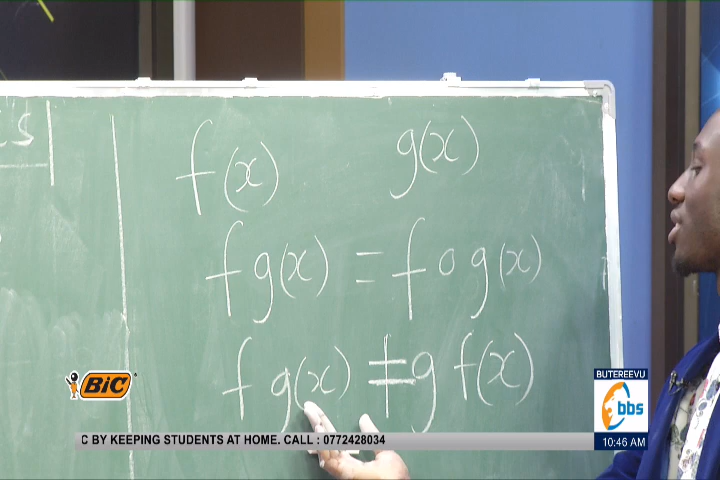 f(x) g(x)
fg(x) = f o g(x)
fg(x) ≠ g f(x)
BiC
BUTEREEVU
bbs
C BY KEEPING STUDENTS AT HOME. CALL : 0772428034
10:46 AM